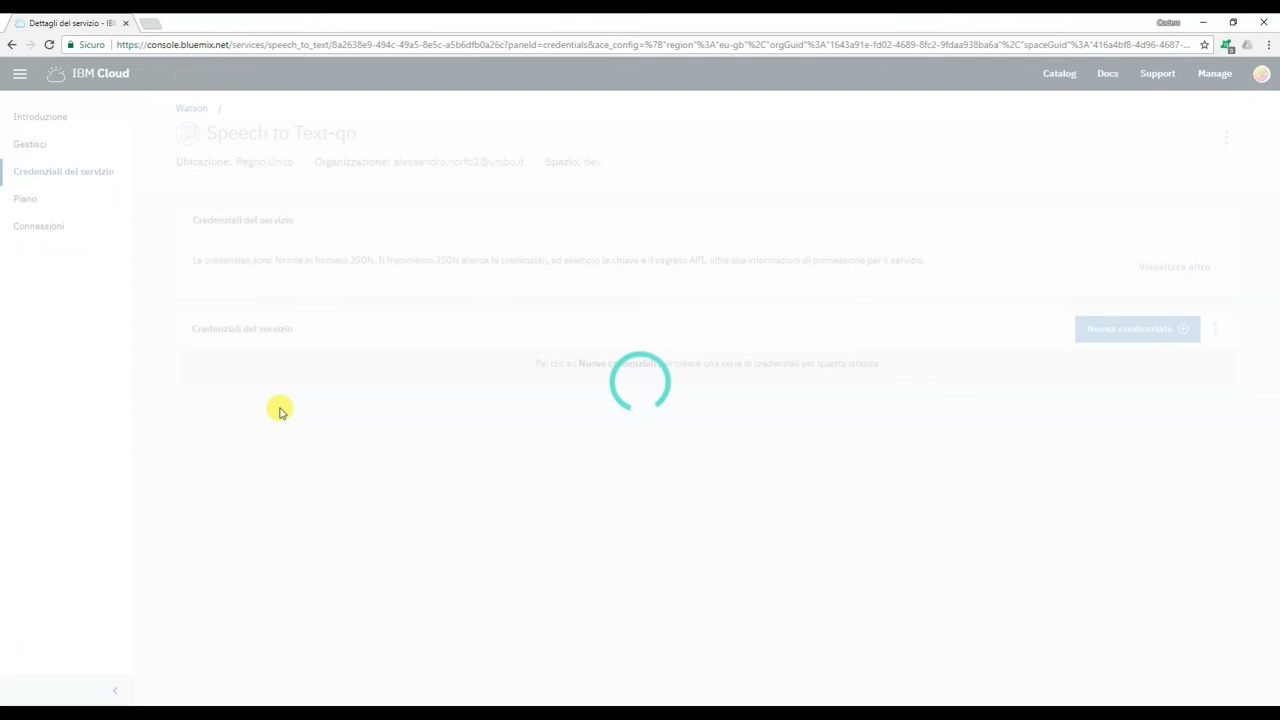 Dettagli del servizio - IBM
Codero
Sicuro
https://console.bluemix.net/services/speech_to_text/8a2638e9-494c-49a5-8e5c-a5b6dfb0a26c?paneId=credentials&ace_config=%7B"region"%3A"eu-gb"%2C"orgGuid"%3A"1643a91e-fd02-4689-8fc2-9fdaa938ba6a"%2C"spaceGuid"%3A"416a4bf8-4d96-4687-...
IBM Cloud
Catalog
Docs
Support
Manage
Introduzione
Gestisci
Credenziali del servizio
Piano
Connessioni
Watson /
Speech to Text-qo
Ubicazione: Regno Unito Organizzazione: alessandro.norfo2@unibo.it Spazio: dev
Credenziali del servizio
Le credenziali sono fornite in formato JSON. Il frammento JSON elenca le credenziali, ad esempio la chiave e il segreto API, oltre alle informazioni di connessione per il servizio.
Visualizza altro
Credenziali del servizio
Nuova credenziale
Fai clic su Nuove credenziali per creare una serie di credenziali per questa istanza